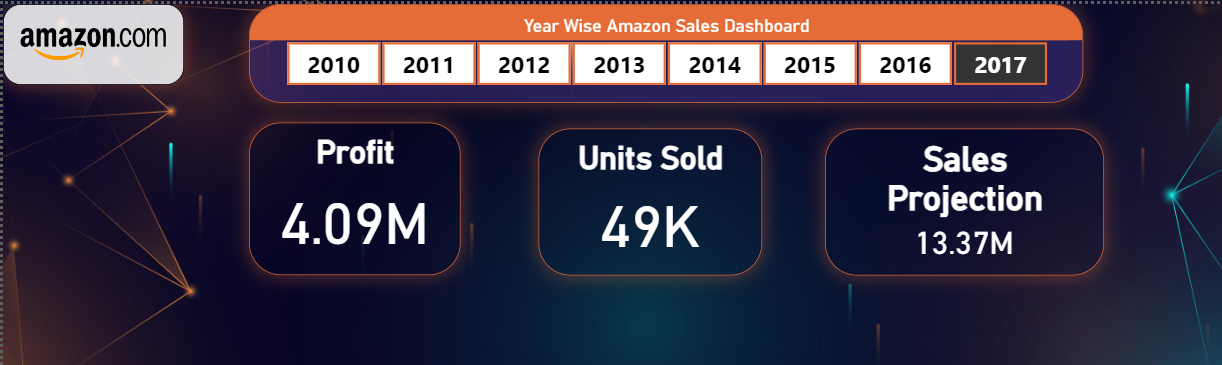 amazon.com
Year Wise Amazon Sales Dashboard
2010 2011 2012 2013 2014 2015 2016 2017
Profit
4.09M
Units Sold
49K
Sales
Projection
13.37M